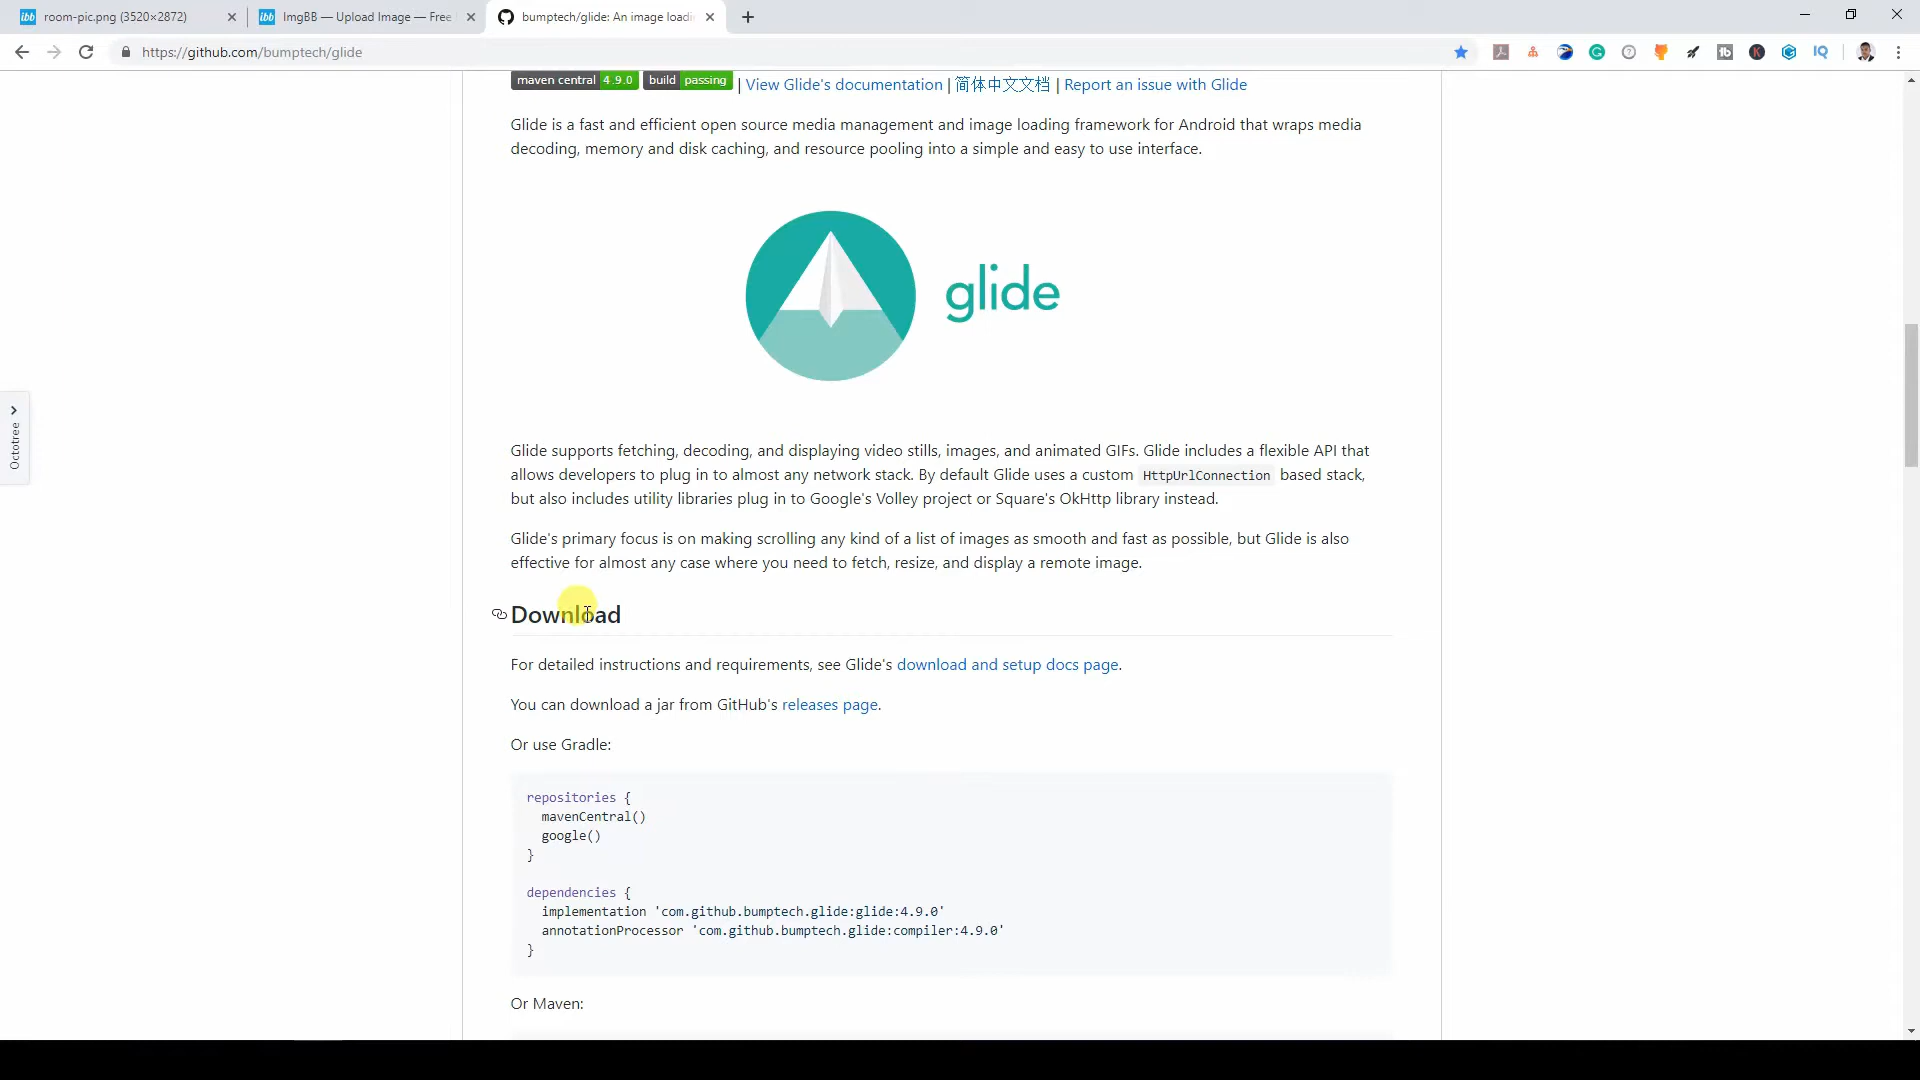 room-pic.png (3520×2872)
ImgBB — Upload Image — Free
bumptech/glide: An image loadi
https://github.com/bumptech/glide
maven central 4.9.0 build passing | View Glide's documentation | 简体中文文档 | Report an issue with Glide
Glide is a fast and efficient open source media management and image loading framework for Android that wraps media
decoding, memory and disk caching, and resource pooling into a simple and easy to use interface.
glide
Octotree
Glide supports fetching, decoding, and displaying video stills, images, and animated GIFs. Glide includes a flexible API that
allows developers to plug in to almost any network stack. By default Glide uses a custom HttpUrlConnection based stack,
but also includes utility libraries plug in to Google's Volley project or Square's OkHttp library instead.
Glide's primary focus is on making scrolling any kind of a list of images as smooth and fast as possible, but Glide is also
effective for almost any case where you need to fetch, resize, and display a remote image.
Download
For detailed instructions and requirements, see Glide's download and setup docs page.
You can download a jar from GitHub's releases page.
Or use Gradle:
repositories {
mavenCentral()
google()
}
dependencies {
implementation 'com.github.bumptech.glide:glide:4.9.0'
annotationProcessor 'com.github.bumptech.glide:compiler:4.9.0'
}
Or Maven: